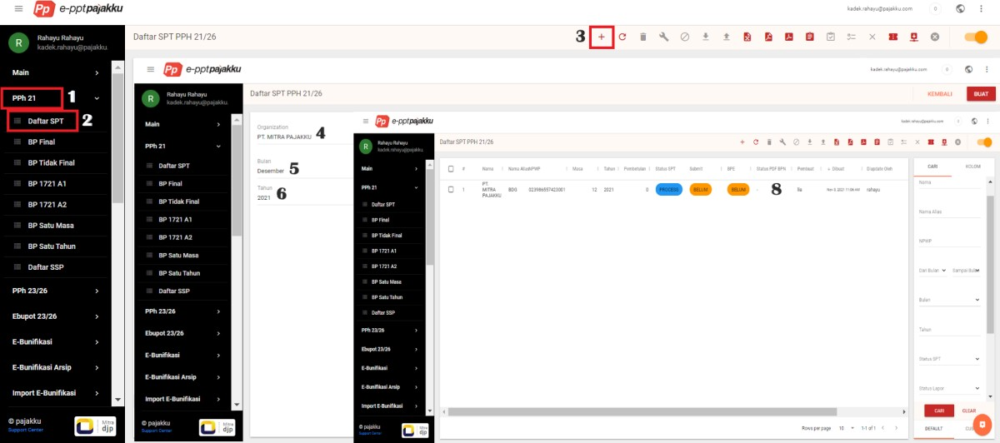 Pp e-pptpajakku
kadek.rahayu@pajakku.com
0
R
Rahayu Rahayu
kadek.rahayu@pajakku.
Daftar SPT PPH 21/26
3
Main
PPh 21
1
Daftar SPT
2
BP Final
BP Tidak Final
BP 1721 A1
BP 1721 A2
BP Satu Masa
BP Satu Tahun
Daftar SSP
PPh 23/26
Ebupot 23/26
E-Bunifikasi
E-Bunifikasi Arsip
Import E-Bunifikasi
© pajakku
Support Center
Mitra
djp
Pp e-pptpajakku
kadek.rahayu@pajakku.com
0
R
Rahayu Rahayu
kadek.rahayu@pajakku.
Daftar SPT PPH 21/26
KEMBALI
BUAT
Main
PPh 21
Daftar SPT
BP Final
BP Tidak Final
BP 1721 A1
BP 1721 A2
BP Satu Masa
BP Satu Tahun
Daftar SSP
PPh 23/26
Ebupot 23/26
E-Bunifikasi
E-Bunifikasi Arsip
Import E-Bunifikasi
© pajakku
Support Center
Mitra
djp
Organization
PT. MITRA PAJAKKU
4
Bulan
Desember
5
Tahun
2021
6
Pp e-pptpajakku
kadek.rahayu@pajakku.com
R
Rahayu Rahayu
kadek.rahayu@pajakku.
Daftar SPT PPH 21/26
Main
PPh 21
Daftar SPT
BP Final
BP Tidak Final
BP 1721 A1
BP 1721 A2
BP Satu Masa
BP Satu Tahun
Daftar SSP
PPh 23/26
Ebupot 23/26
E-Bunifikasi
E-Bunifikasi Arsip
Import E-Bunifikasi
© pajakku
Support Center
Mitra
djp
# Nama Nama Alias NPWP Masa Tahun Pembetulan Status SPT Submit BPE Status PDF BPN Pembuat Dibuat Diupdate Oleh
1 PT. MITRA PAJAKKU BDG 023986557423001 12 2021 0 PROCESS BELUM BELUM - lia Nov 3 2021 11:08 AM rahayu
8
CARI
KOLOM
Nama
Nama Alias
NPWP
Dari Bulan
Sampai Bulan
Bulan
Tahun
Status SPT
Status Lapor
CARI
CLEAR
DEFAULT
Rows per page 10 1-1 of 1